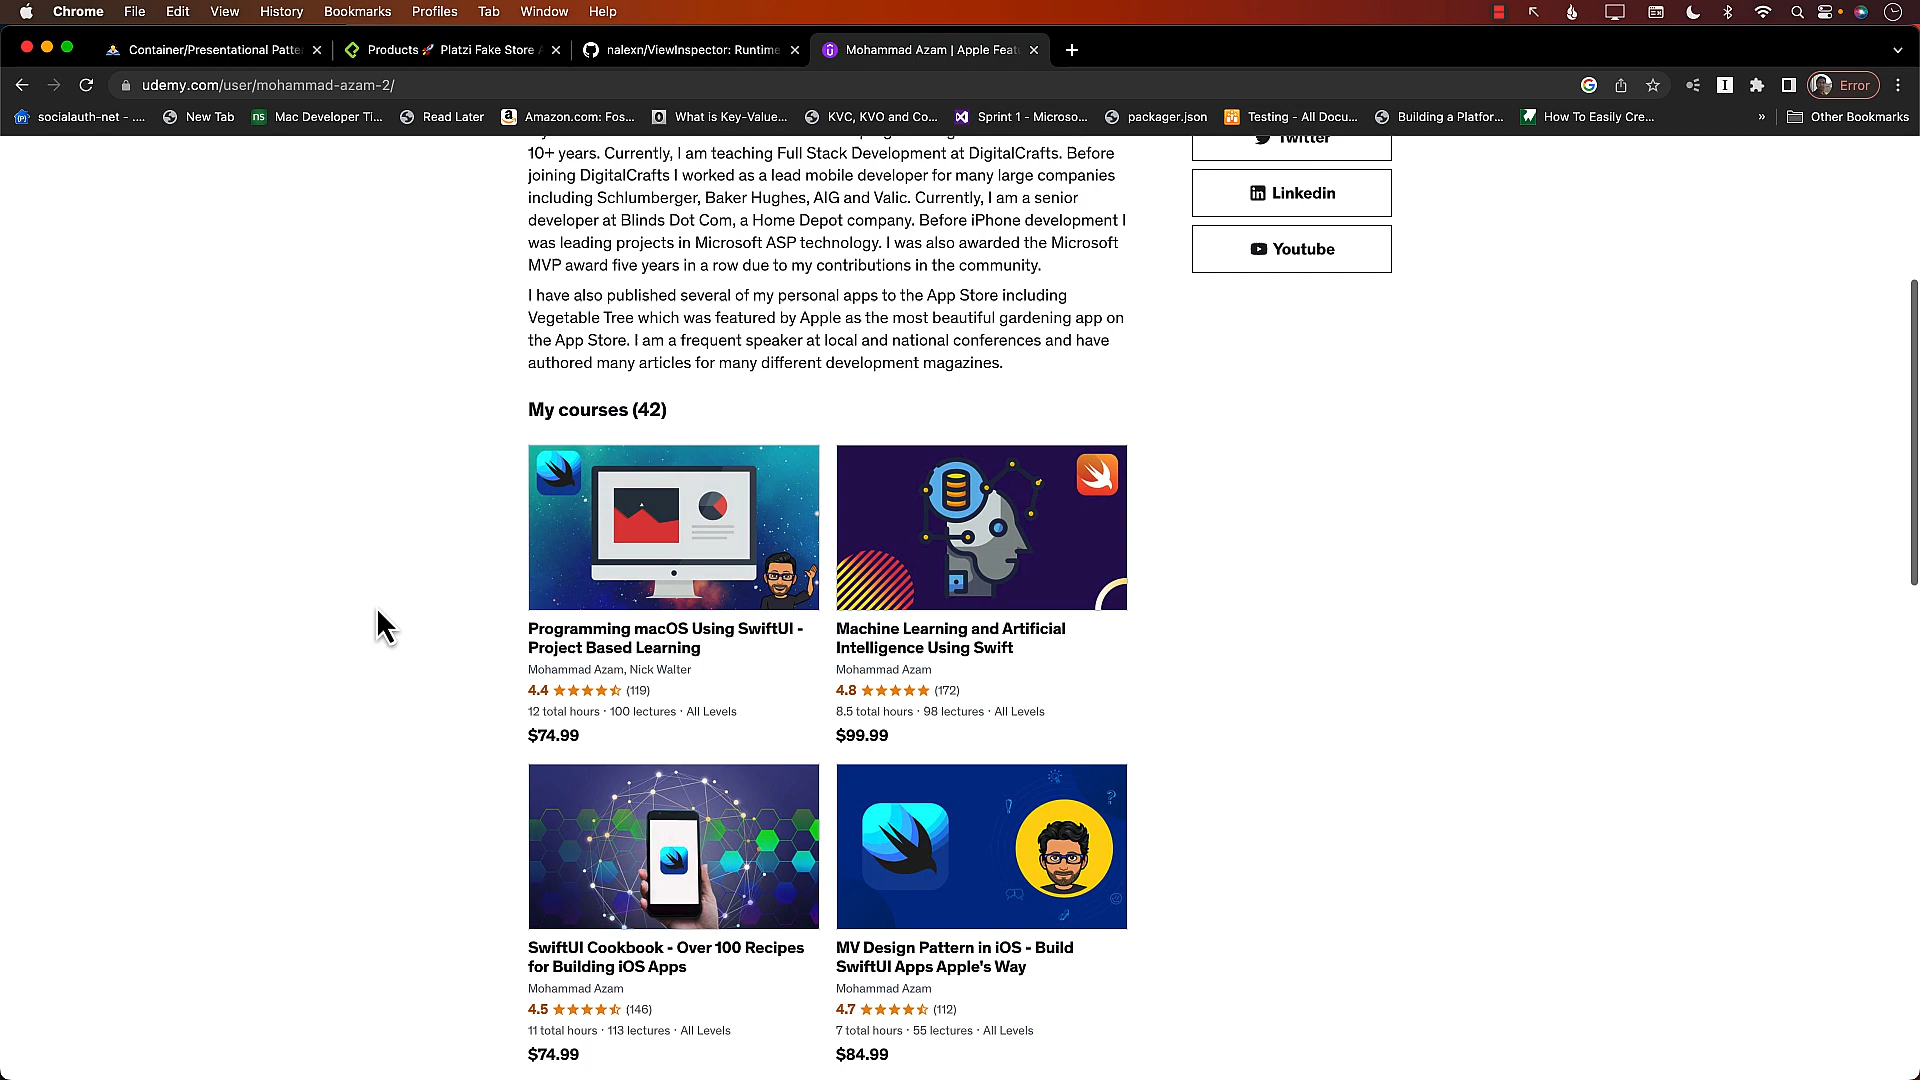 Chrome File Edit View History Bookmarks Profiles Tab Window Help
Container/Presentational Patte
Products 🚀 Platzi Fake Store A
nalexn/ViewInspector: Runtime
Mohammad Azam | Apple Feat
udemy.com/user/mohammad-azam-2/
Error
socialauth-net - ....
New Tab
Mac Developer Ti...
Read Later
Amazon.com: Fos...
What is Key-Value...
KVC, KVO and Co...
Sprint 1 - Microso...
packager.json
Testing - All Docu...
Building a Platfor...
How To Easily Cre...
»
Other Bookmarks
10+ years. Currently, I am teaching Full Stack Development at DigitalCrafts. Before
joining DigitalCrafts I worked as a lead mobile developer for many large companies
including Schlumberger, Baker Hughes, AIG and Valic. Currently, I am a senior
developer at Blinds Dot Com, a Home Depot company. Before iPhone development I
was leading projects in Microsoft ASP technology. I was also awarded the Microsoft
MVP award five years in a row due to my contributions in the community.
I have also published several of my personal apps to the App Store including
Vegetable Tree which was featured by Apple as the most beautiful gardening app on
the App Store. I am a frequent speaker at local and national conferences and have
authored many articles for many different development magazines.
Twitter
Linkedin
Youtube
My courses (42)
Programming macOS Using SwiftUI -
Project Based Learning
Mohammad Azam, Nick Walter
4.4 (119)
12 total hours · 100 lectures · All Levels
$74.99
Machine Learning and Artificial
Intelligence Using Swift
Mohammad Azam
4.8 (172)
8.5 total hours · 98 lectures · All Levels
$99.99
SwiftUI Cookbook - Over 100 Recipes
for Building iOS Apps
Mohammad Azam
4.5 (146)
11 total hours · 113 lectures · All Levels
$74.99
MV Design Pattern in iOS - Build
SwiftUI Apps Apple's Way
Mohammad Azam
4.7 (112)
7 total hours · 55 lectures · All Levels
$84.99